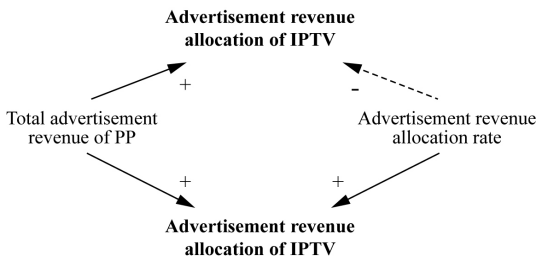 Advertisement revenue
allocation of IPTV
+
-
Total advertisement
revenue of PP
Advertisement revenue
allocation rate
+
+
Advertisement revenue
allocation of IPTV